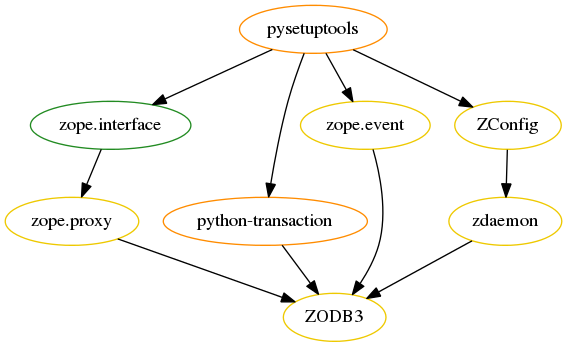 pysetuptools
zope.interface
zope.event
ZConfig
zope.proxy
python-transaction
zdaemon
ZODB3